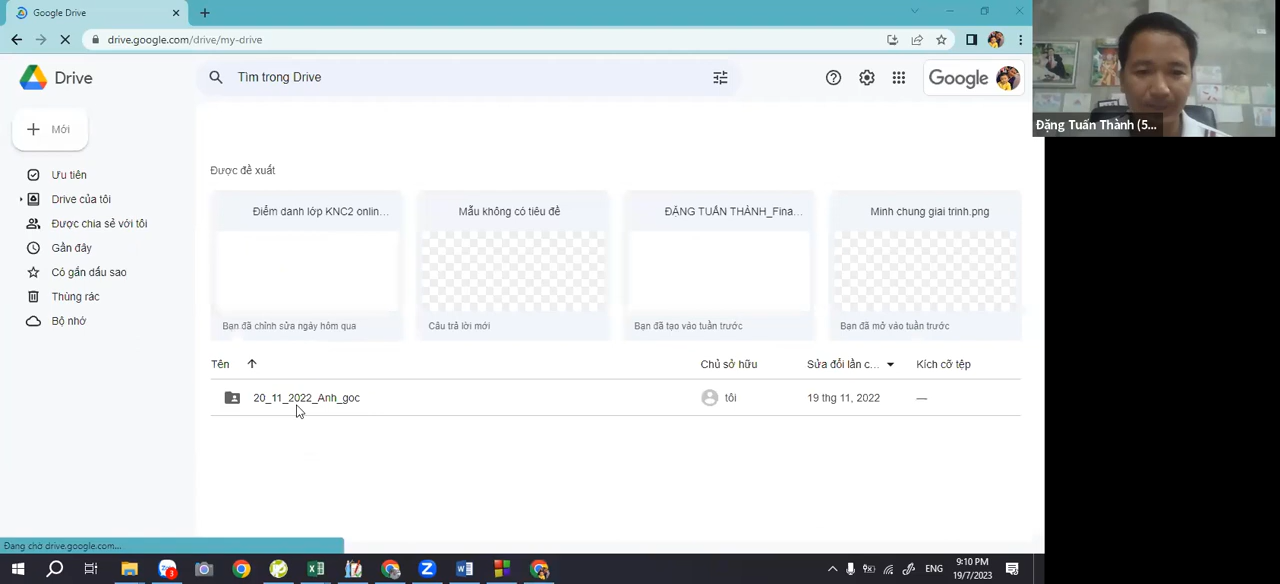 Google Drive
drive.google.com/drive/my-drive
Drive
Tìm trong Drive
Google
Đặng Tuấn Thành (5...
Mới
Ưu tiên
Drive của tôi
Được chia sẻ với tôi
Gần đây
Có gắn dấu sao
Thùng rác
Bộ nhớ
Được đề xuất
Điểm danh lớp KNC2 onlin...
Mẫu không có tiêu đề
ĐẶNG TUẤN THÀNH_Fina...
Minh chung giai trinh.png
Bạn đã chỉnh sửa ngày hôm qua
Câu trả lời mới
Bạn đã tạo vào tuần trước
Bạn đã mở vào tuần trước
Tên
Chủ sở hữu
Sửa đổi lần c...
Kích cỡ tệp
20_11_2022_Anh_goc
tôi
19 thg 11, 2022
—
Đang chờ drive.google.com...
3
ENG
9:10 PM
19/7/2023